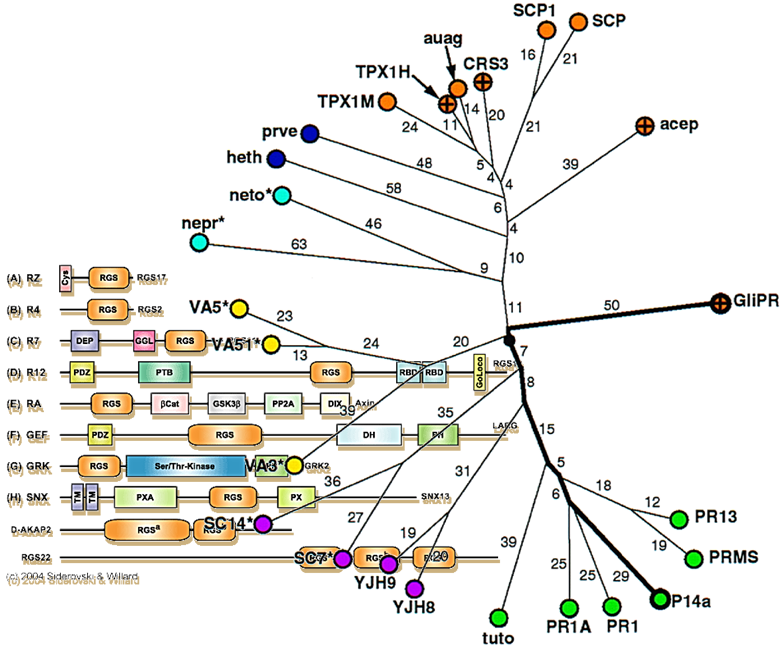 SCP1
SCP
auag
16
21
TPX1H
CRS3
TPX1M
14
20
11
24
21
acep
prve
5
39
heth
48
4
4
58
6
neto*
4
46
nepr*
63
10
9
(A) RZ
Cys
RGS
RGS17
11
50
GliPR
(B) R4
RGS
RGS2
VA5*
23
(C) R7
DEP
GGL
RGS
VA51*
24
20
7
13
(D) R12
PDZ
PTB
RGS
RBD
RBD
GoLoco
8
(E) RA
RGS
βCat
GSK3β
PP2A
DIX
Axin
39
35
15
(F) GEF
PDZ
RGS
DH
PH
LARG
(G) GRK
RGS
Ser/Thr-Kinase
VA3*
GRK2
5
31
36
(H) SNX
TM
TM
PXA
RGS
PX
SNX13
18
6
12
PR13
D-AKAP2
RGSa
RGS
SC14*
27
19
39
19
RGS22
SC7*
RGSb
20
25
25
29
PRMS
(c) 2004 Siderovski & Willard
YJH9
YJH8
P14a
tuto
PR1A
PR1